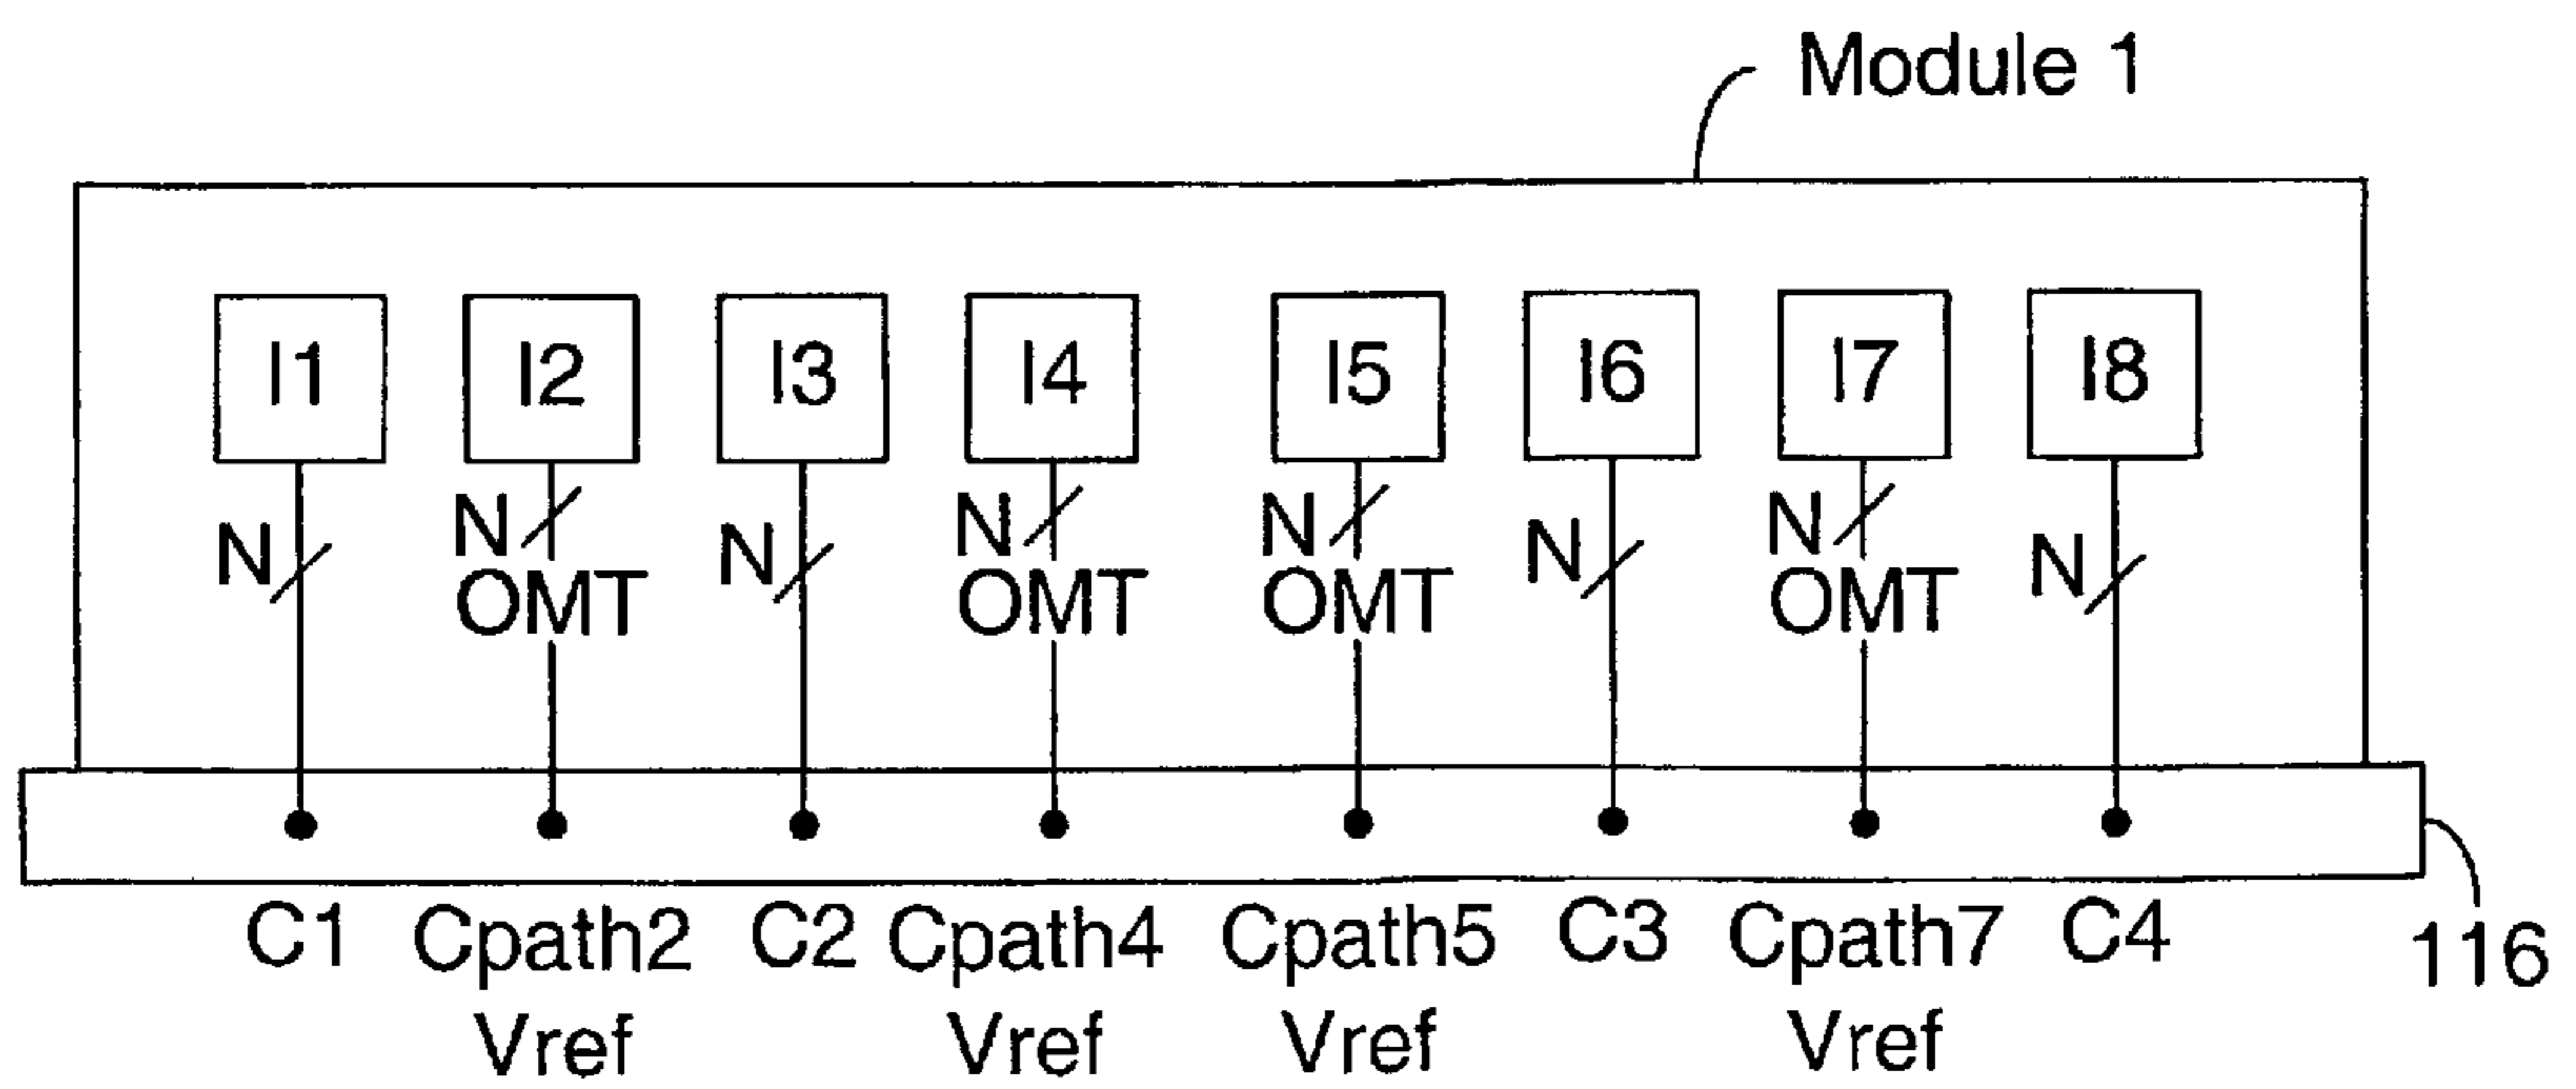 Module 1
I1 I2 I3 I4 I5 I6 I7 I8
N N N N N N N N
OMT OMT OMT OMT
C1 Cpath2 C2 Cpath4 Cpath5 C3 Cpath7 C4
116
Vref Vref Vref Vref